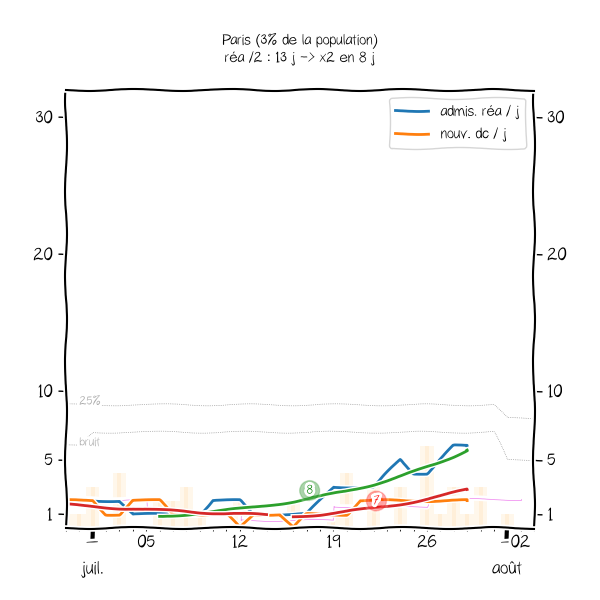 Paris (3% de la population)
réa /2 : 13 j -> x2 en 8 j
admis. réa / j
nouv. dc / j
30
30
20
20
10
10
25%
bruit
5
5
8
7
1
1
05
12
19
26
02
juil.
août